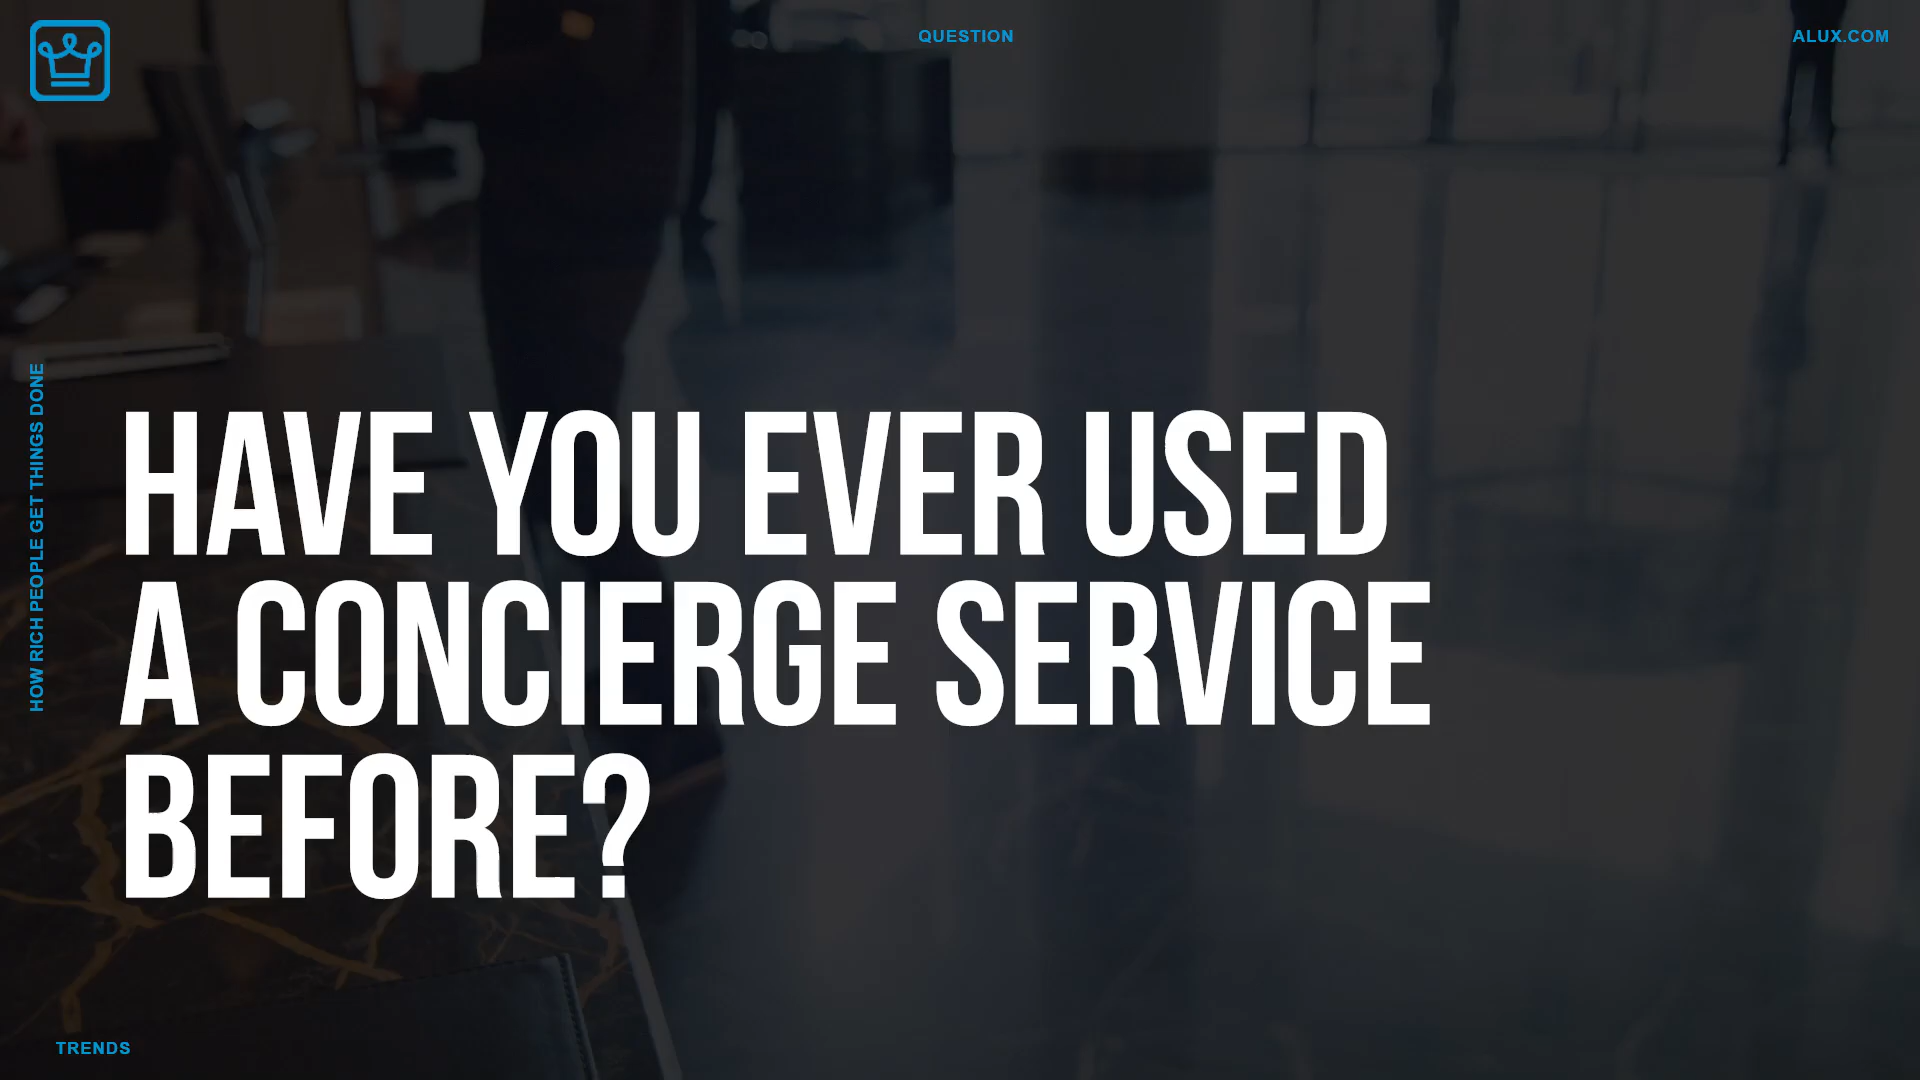 QUESTION
ALUX.COM
HOW RICH PEOPLE GET THINGS DONE
HAVE YOU EVER USED
A CONCIERGE SERVICE
BEFORE?
TRENDS